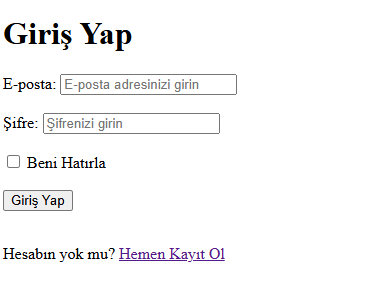 Giriş Yap
E-posta: E-posta adresinizi girin
Şifre: Şifrenizi girin
Beni Hatırla
Giriş Yap
Hesabın yok mu? Hemen Kayıt Ol